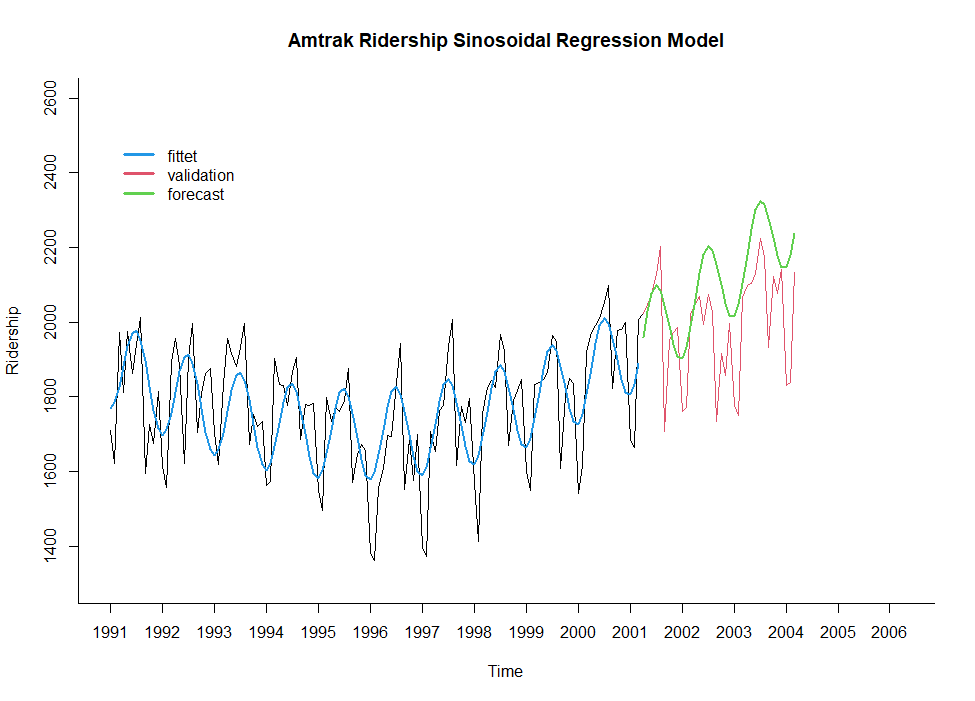 Amtrak Ridership Sinosoidal Regression Model
2600
2400
2200
2000
1800
1600
1400
Ridership
fittet
validation
forecast
1991 1992 1993 1994 1995 1996 1997 1998 1999 2000 2001 2002 2003 2004 2005 2006
Time